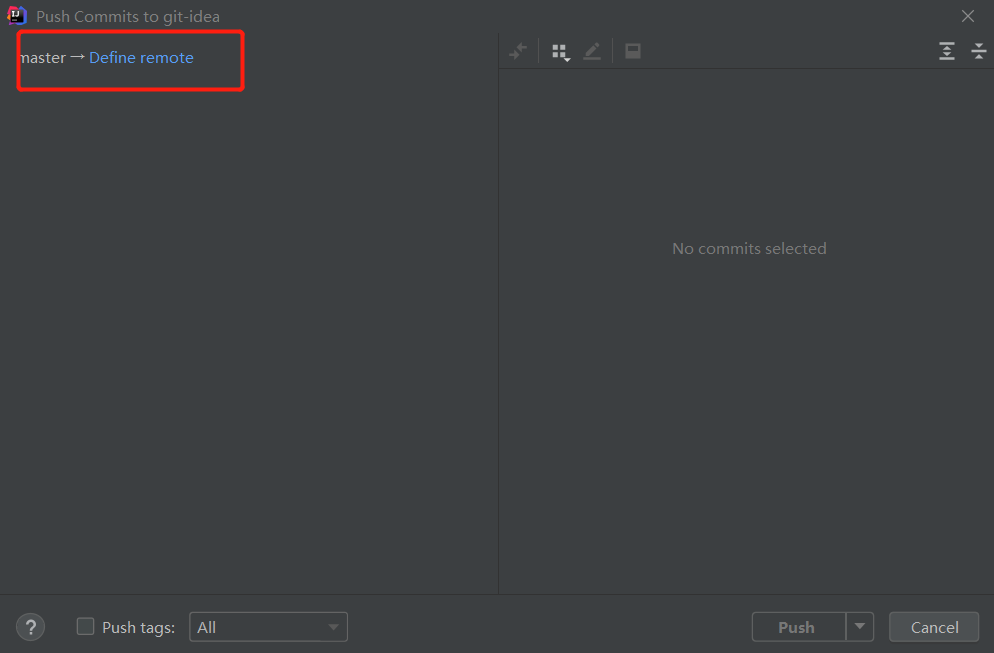 Push Commits to git-idea
master → Define remote
No commits selected
? Push tags: All Push Cancel